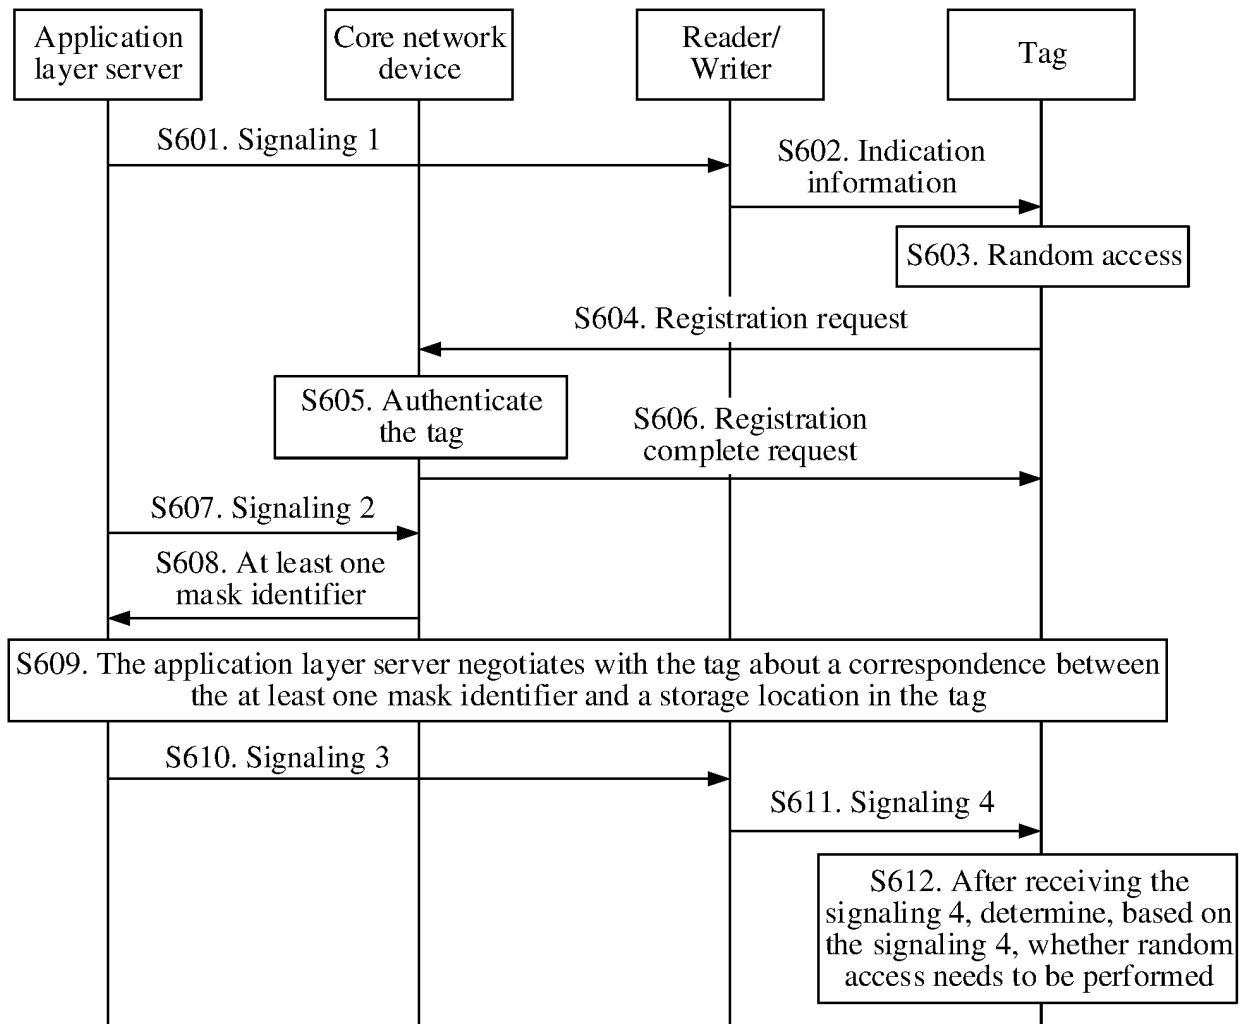 Application
layer server
Core network
device
Reader/
Writer
Tag
S601. Signaling 1
S602. Indication
information
S603. Random access
S604. Registration request
S605. Authenticate
the tag
S606. Registration
complete request
S607. Signaling 2
S608. At least one
mask identifier
S609. The application layer server negotiates with the tag about a correspondence between
the at least one mask identifier and a storage location in the tag
S610. Signaling 3
S611. Signaling 4
S612. After receiving the
signaling 4, determine, based on
the signaling 4, whether random
access needs to be performed